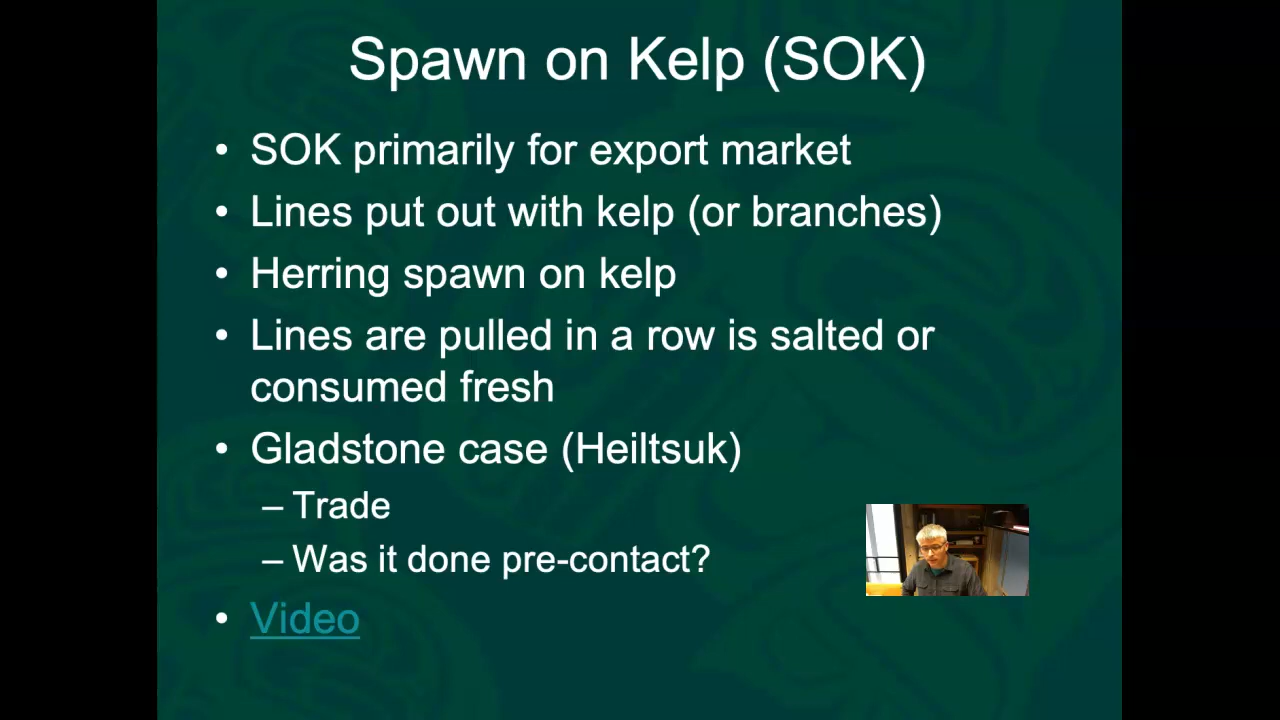 Spawn on Kelp (SOK)
• SOK primarily for export market
• Lines put out with kelp (or branches)
• Herring spawn on kelp
• Lines are pulled in a row is salted or
consumed fresh
• Gladstone case (Heiltsuk)
– Trade
– Was it done pre-contact?
• Video